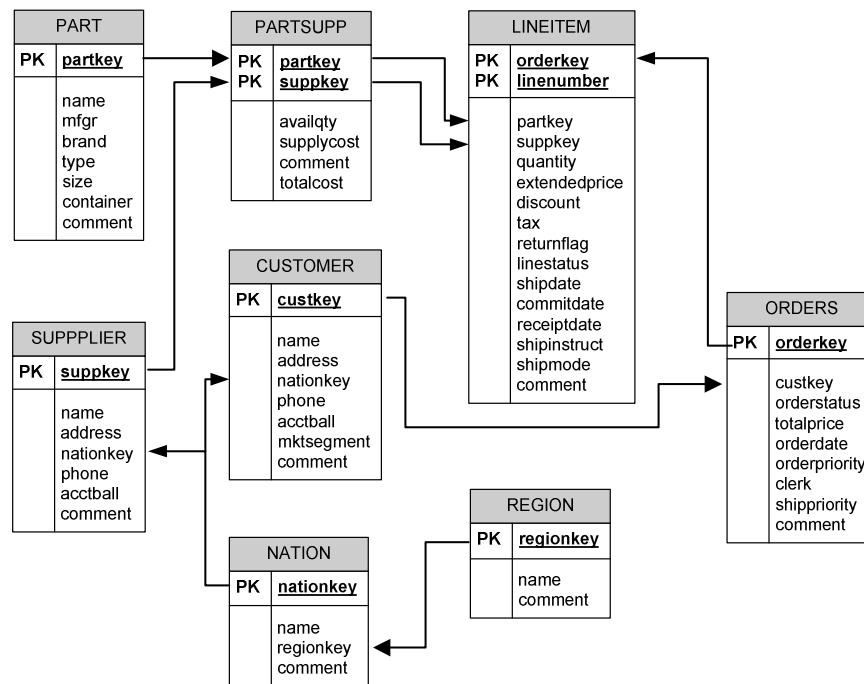 PART
PK partkey
name
mfgr
brand
type
size
container
comment
PARTSUPP
PK partkey
PK suppkey
availqty
supplycost
comment
totalcost
LINEITEM
PK orderkey
PK linenumber
partkey
suppkey
quantity
extendedprice
discount
tax
returnflag
linestatus
shipdate
commitdate
receiptdate
shipinstruct
shipmode
comment
CUSTOMER
PK custkey
name
address
nationkey
phone
acctball
mktsegment
comment
SUPPPLIER
PK suppkey
name
address
nationkey
phone
acctball
comment
ORDERS
PK orderkey
custkey
orderstatus
totalprice
orderdate
orderpriority
clerk
shippriority
comment
NATION
PK nationkey
name
regionkey
comment
REGION
PK regionkey
name
comment